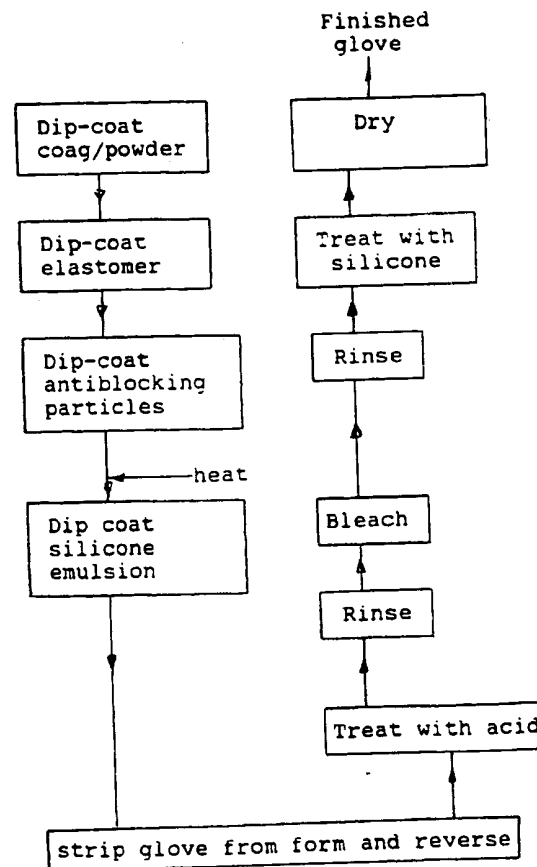 Dip-coat
coag/powder
Dip-coat
elastomer
Dip-coat
antiblocking
particles
heat
Dip coat
silicone
emulsion
strip glove from form and reverse
Treat with acid
Rinse
Bleach
Rinse
Treat with
silicone
Dry
Finished
glove